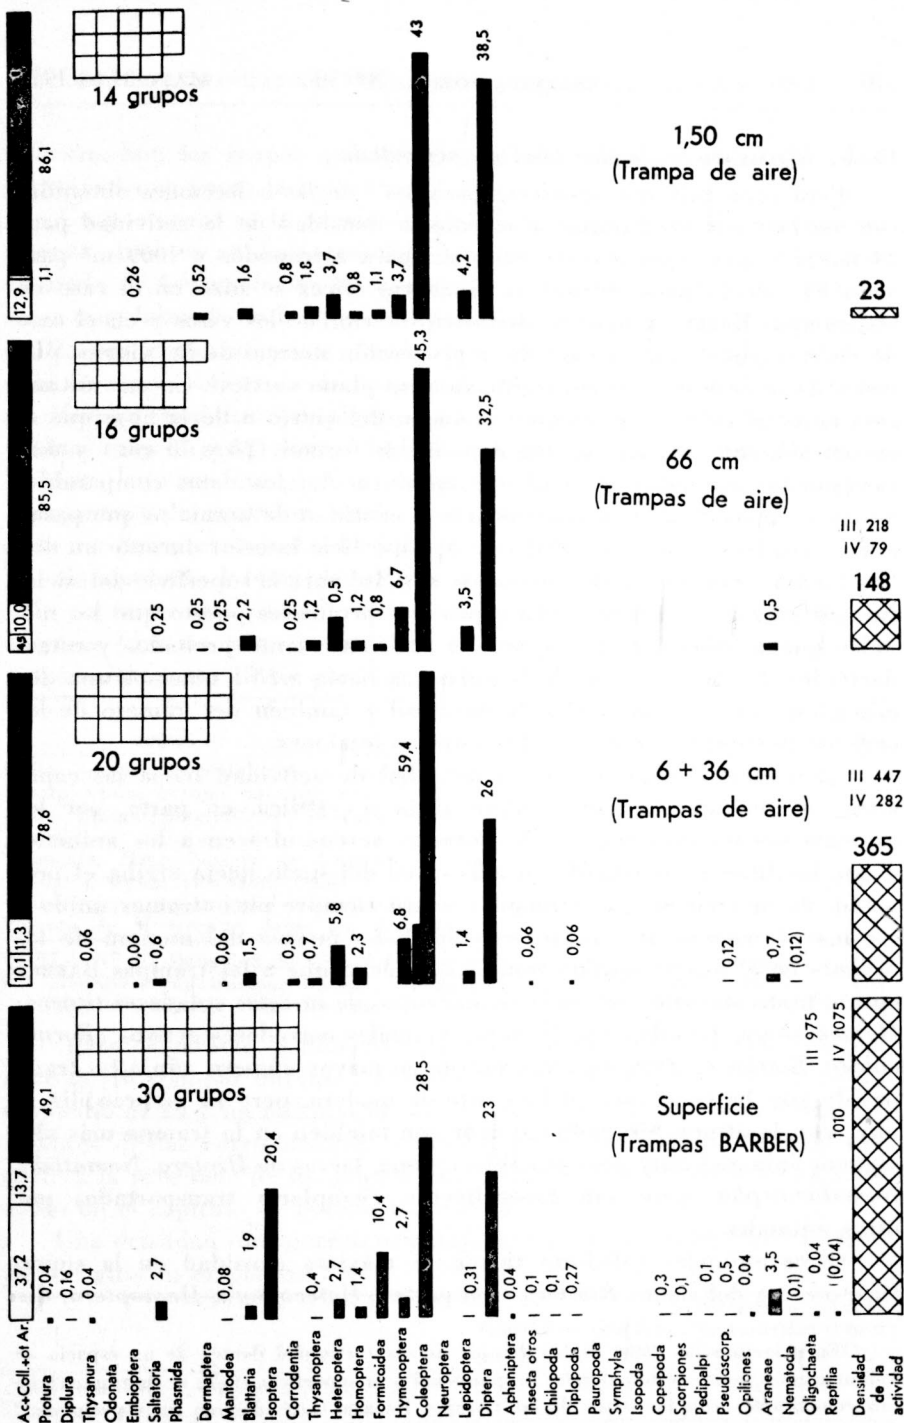 Ac+Coll.+ot Ar. 37,2 13,7 49,1 10,1 11,3 78,6 10,0 85,5 12,9 1,1 86,1
Protura 0,04
Diplura 0,16
Thysanura 0,04 0,06
Odonata
Embioptera 0,06 0,26
Saltatoria 2,7 0,9 0,25
Phasmida
Dermaptera 0,25 0,552
Mantodea 0,08 0,06 0,25
Blattaria 1,9 1,5 2,2 1,6
Isoptera 20,4
Corrodentia 0,3 0,25 0,8
Thysanoptera 1,4 1,7 1,2 1,8
Heteroptera 2,7 5,8 0,5 3,7
Homoptera 1,4 2,3 1,2 0,8
Formicoidea 10,4 0,8 1,1
Hymenoptera 2,7 6,8 6,7 3,7
Coleoptera 28,5 59,4 45,8 43
Neuroptera
Lepidoptera 0,31 1,4 3,5 4,2
Diptera 23 26 32,5 38,5
Aphaniptera 0,04
Insecta otros 0,1 0,06
Chilopoda 0,1
Diplopoda 0,27 0,06
Pauropoda
Symphyla
Isopoda
Copepoda 0,3
Scorpiones 0,1
Pedipalpi 0,1
Pseudoscorp. 0,5 0,12
Opiliones 0,04
Araneae 3,5 0,7 0,5
Nematoda (0,1) (0,12)
Oligochaeta 0,04
Reptilia (0,4)
Densidad
de la
actividad
30 grupos
20 grupos
16 grupos
14 grupos
Superficie
(Trampas BARBER)
6 + 36 cm
(Trampas de aire)
66 cm
(Trampas de aire)
1,50 cm
(Trampa de aire)
III 975
1010 IV 1075
III 447
IV 282
365
III 218
IV 79
148
23